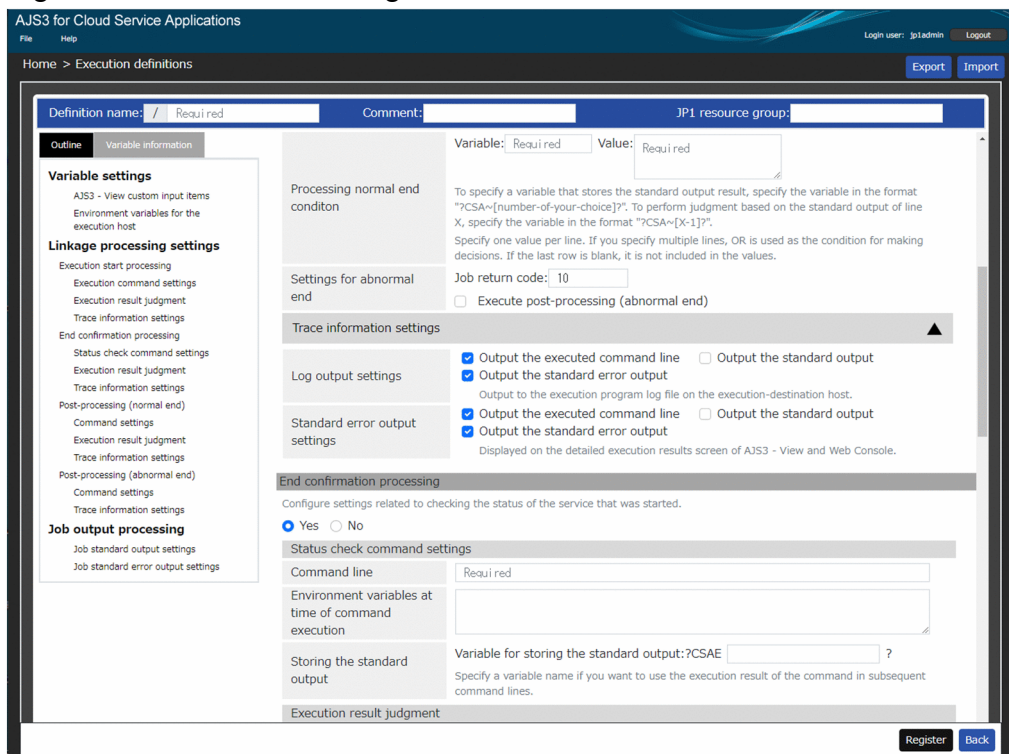 AJS3 for Cloud Service Applications
File Help
Login user: jp1admin Logout
Home > Execution definitions
Export Import
Definition name: / Required Comment: JP1 resource group:
Outline Variable information
Variable settings
AJS3 - View custom input items
Environment variables for the
execution host
Linkage processing settings
Execution start processing
Execution command settings
Execution result judgment
Trace information settings
End confirmation processing
Status check command settings
Execution result judgment
Trace information settings
Post-processing (normal end)
Command settings
Execution result judgment
Trace information settings
Post-processing (abnormal end)
Command settings
Trace information settings
Job output processing
Job standard output settings
Job standard error output settings
Processing normal end
conditon
Variable: Required Value: Required
To specify a variable that stores the standard output result, specify the variable in the format
"?CSA~[number-of-your-choice]?". To perform judgment based on the standard output of line
X, specify the variable in the format "?CSA~[X-1]?".
Specify one value per line. If you specify multiple lines, OR is used as the condition for making
decisions. If the last row is blank, it is not included in the values.
Settings for abnormal
end
Job return code: 10
Execute post-processing (abnormal end)
Trace information settings
Log output settings
Output the executed command line Output the standard output
Output the standard error output
Output to the execution program log file on the execution-destination host.
Standard error output
settings
Output the executed command line Output the standard output
Output the standard error output
Displayed on the detailed execution results screen of AJS3 - View and Web Console.
End confirmation processing
Configure settings related to checking the status of the service that was started.
Yes No
Status check command settings
Command line Required
Environment variables at
time of command
execution
Storing the standard
output
Variable for storing the standard output:?CSAE ?
Specify a variable name if you want to use the execution result of the command in subsequent
command lines.
Execution result judgment
Register Back